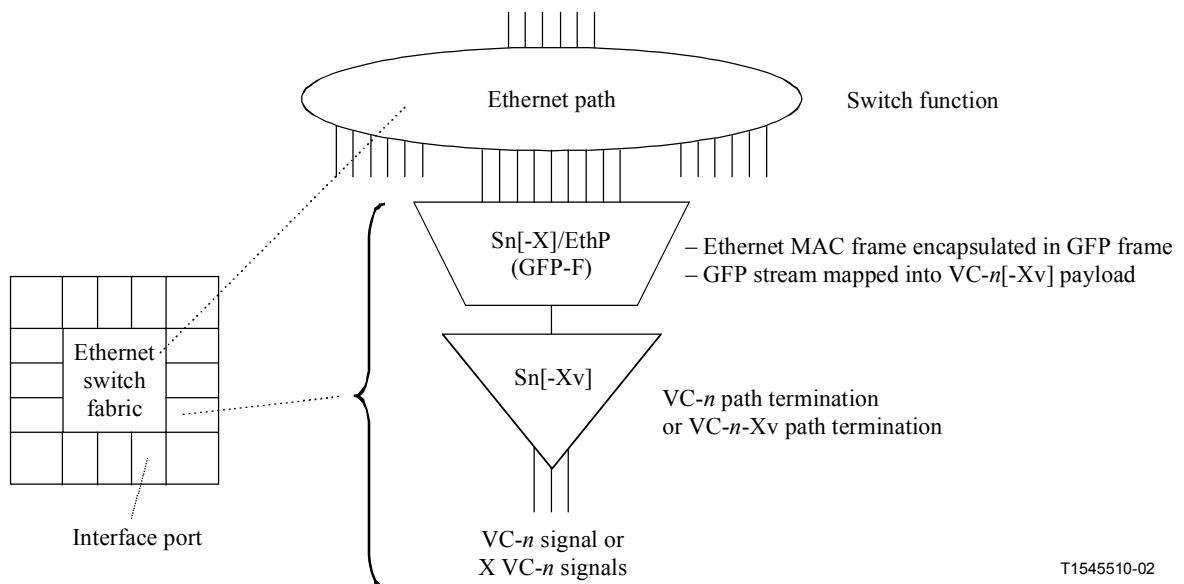 Ethernet path
Switch function
Sn[-X]/EthP
(GFP-F)
– Ethernet MAC frame encapsulated in GFP frame
– GFP stream mapped into VC-n[-Xv] payload
Ethernet
switch
fabric
Sn[-Xv]
VC-n path termination
or VC-n-Xv path termination
Interface port
VC-n signal or
X VC-n signals
T1545510-02